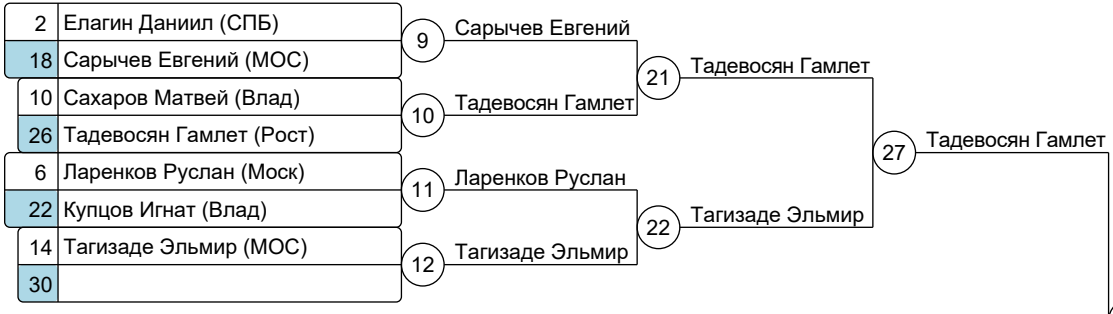 2 Елагин Даниил (СПБ)
18 Сарычев Евгений (МОС)
10 Сахаров Матвей (Влад)
26 Тадевосян Гамлет (Рост)
6 Ларенков Руслан (Моск)
22 Купцов Игнат (Влад)
14 Тагизаде Эльмир (МОС)
30
9 Сарычев Евгений
10 Тадевосян Гамлет
11 Ларенков Руслан
12 Тагизаде Эльмир
21 Тадевосян Гамлет
22 Тагизаде Эльмир
27 Тадевосян Гамлет